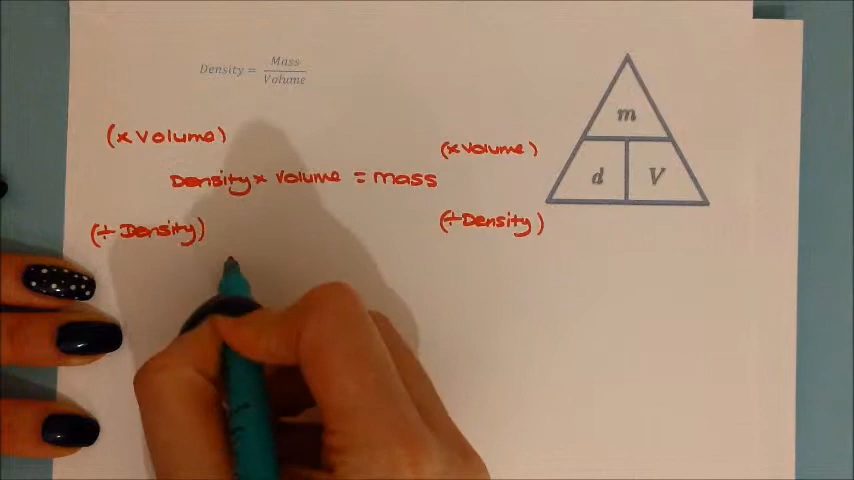 Density = Mass / Volume
(x Volume) (x Volume)
Density x Volume = mass
(÷ Density) (÷ Density)
m
d V